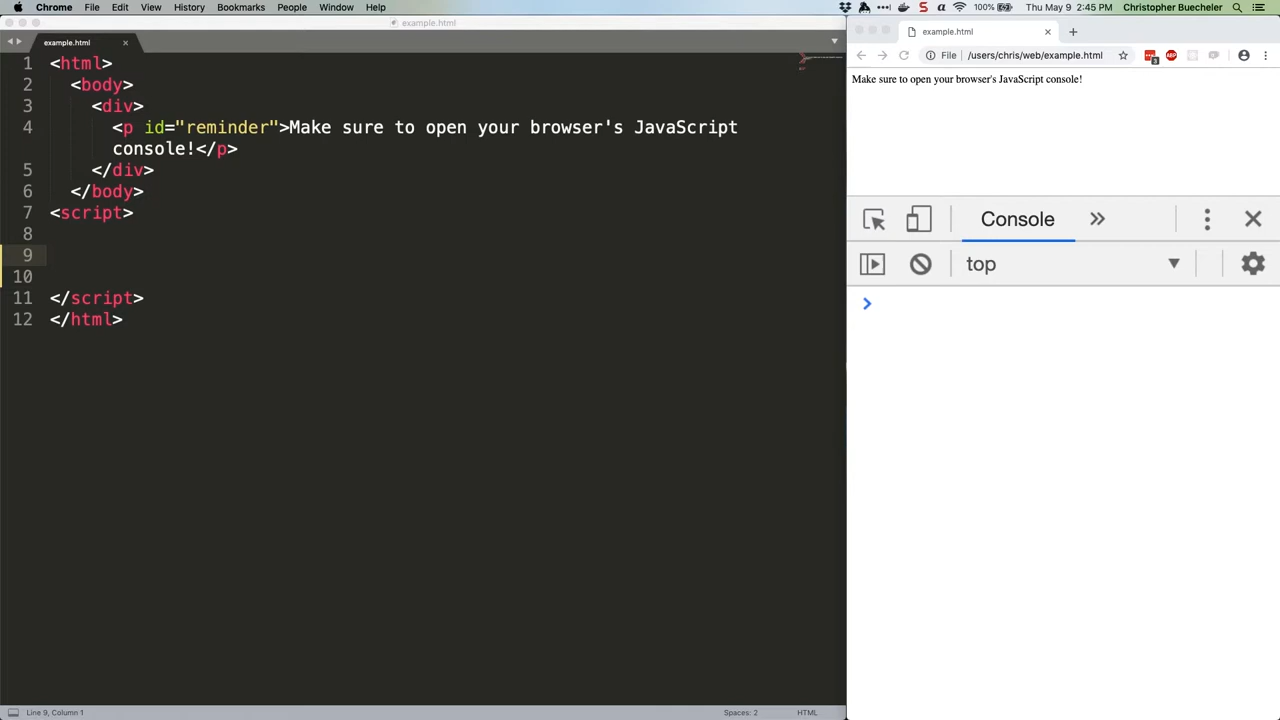 Chrome File Edit View History Bookmarks People Window Help 100% Thu May 9 2:45 PM Christopher Buecheler
example.html
example.html
1 <html>
2 <body>
3 <div>
4 <p id="reminder">Make sure to open your browser's JavaScript
console!</p>
5 </div>
6 </body>
7 <script>
8
9
10
11 </script>
12 </html>
Line 9, Column 1 Spaces: 2 HTML
example.html
File /users/chris/web/example.html
Make sure to open your browser's JavaScript console!
Console
top